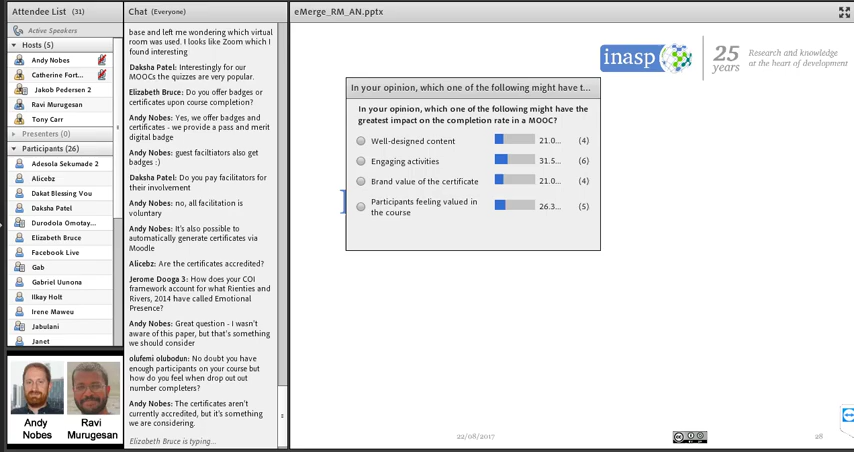 Attendee List (31)
Active Speakers
Hosts (5)
Andy Nobes
Catherine Fort...
Jakob Pedersen 2
Ravi Murugesan
Tony Carr
Presenters (0)
Participants (26)
Adesola Sekumade 2
Alicebz
Dakat Blessing Vou
Daksha Patel
Durodola Omotay...
Elizabeth Bruce
Facebook Live
Gab
Gabriel Uunona
Ilkay Holt
Irene Maweu
Jabulani
Janet
Andy
Nobes
Ravi
Murugesan
Chat (Everyone)
base and left me wondering which virtual
room was used. I looks like Zoom which I
found interesting
Daksha Patel: Interestingly for our
MOOCs the quizzes are very popular.
Elizabeth Bruce: Do you offer badges or
certificates upon course completion?
Andy Nobes: Yes, we offer badges and
certificates - we provide a pass and merit
digital badge
Andy Nobes: guest faciltiators also get
badges :)
Daksha Patel: Do you pay facilitators for
their involvement
Andy Nobes: no, all facilitation is
voluntary
Andy Nobes: It's also possible to
automatically generate certificates via
Moodle
Alicebz: Are the certificates accredited?
Jerome Dooga 3: How does your COI
framework account for what Rienties and
Rivers, 2014 have called Emotional
Presence?
Andy Nobes: Great question - I wasn't
aware of this paper, but that's something
we should consider
olufemi olubodun: No doubt you have
enough participants on your course but
how do you feel when drop out out
number completers?
Andy Nobes: The certificates aren't
currently accredited, but it's something
we are considering.
Elizabeth Bruce is typing...
eMerge_RM_AN.pptx
inasp
25
years
Research and knowledge
at the heart of development
In your opinion, which one of the following might have t...
In your opinion, which one of the following might have the
greatest impact on the completion rate in a MOOC?
Well-designed content 21.0... (4)
Engaging activities 31.5... (6)
Brand value of the certificate 21.0... (4)
Participants feeling valued in
the course 26.3... (5)
22/08/2017
28